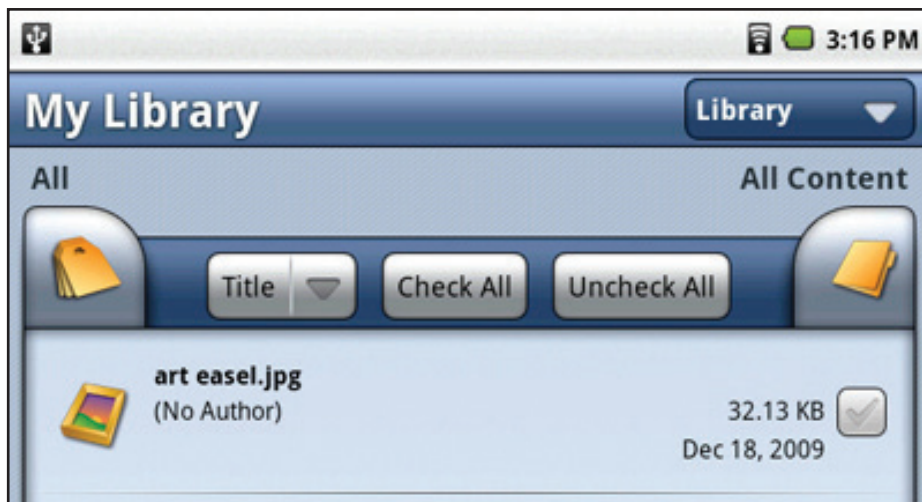 3:16 PM
My Library
Library
All
All Content
Title
Check All
Uncheck All
art easel.jpg
(No Author)
32.13 KB
Dec 18, 2009